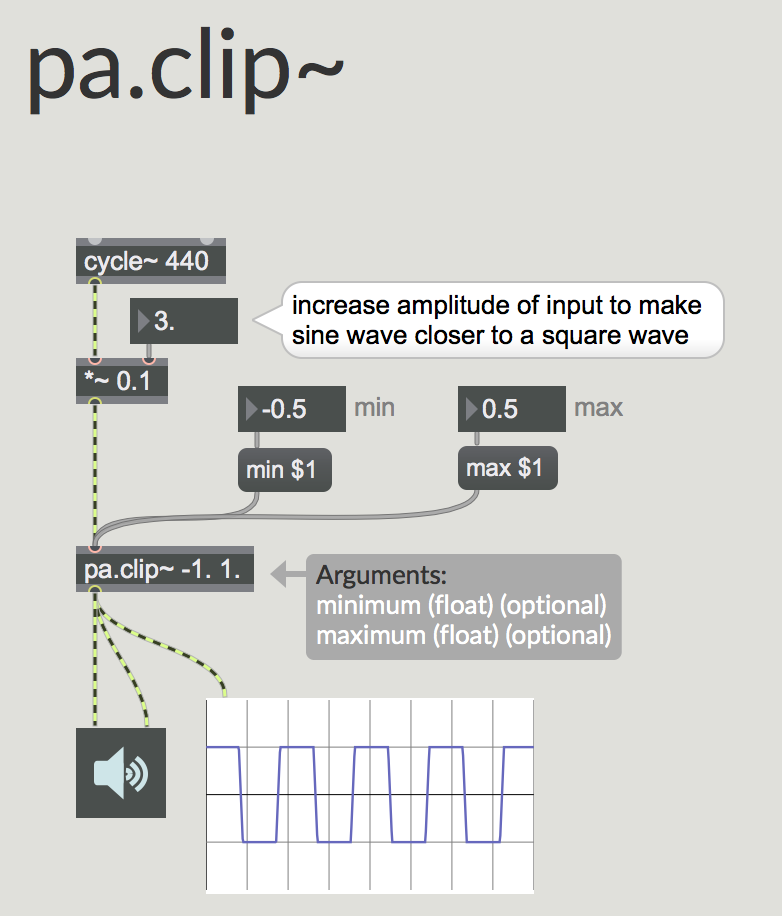 pa.clip~
cycle~ 440
3.
increase amplitude of input to make
sine wave closer to a square wave
*~ 0.1
-0.5
min
0.5
max
min $1
max $1
pa.clip~ -1. 1.
Arguments:
minimum (float) (optional)
maximum (float) (optional)